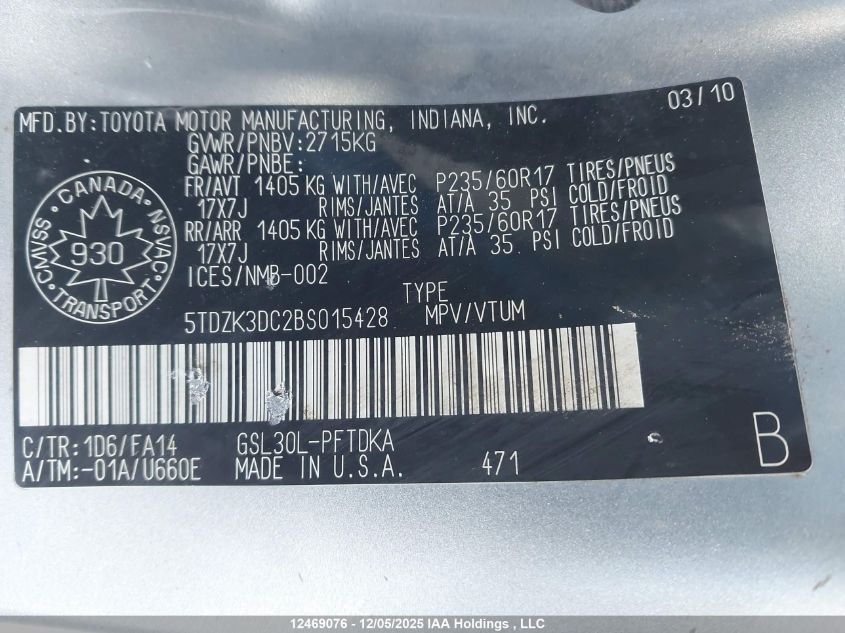 03/10
MFD.BY:TOYOTA MOTOR MANUFACTURING, INDIANA, INC.
GVWR/PNBV:2715KG
GAWR/PNBE:
FR/AVT 1405 KG WITH/AVEC P235/60R17 TIRES/PNEUS
17X7J RIMS/JANTES AT/A 35 PSI COLD/FROID
RR/ARR 1405 KG WITH/AVEC P235/60R17 TIRES/PNEUS
17X7J RIMS/JANTES AT/A 35 PSI COLD/FROID
ICES/NMB-002
CANADA · NSVAC · TRANSPORT · CMVSS
930
TYPE
5TDZK3DC2BS015428 MPV/VTUM
C/TR:1D6/FA14 GSL30L-PFTDKA
A/TM:-01A/U660E MADE IN U.S.A. 471 B
12469076 - 12/05/2025 IAA Holdings , LLC